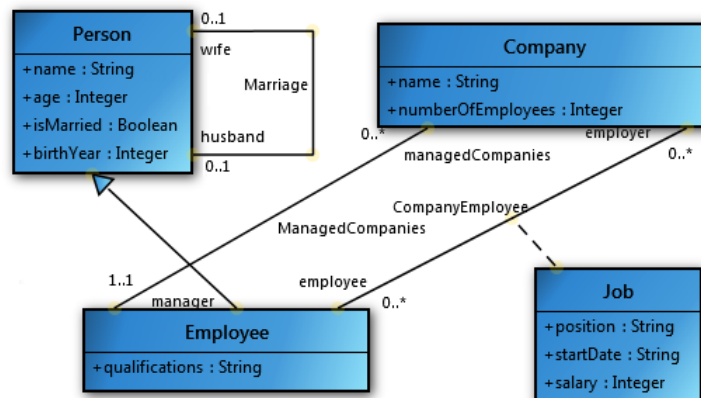 Person
+name : String
+age : Integer
+isMarried : Boolean
+birthYear : Integer
0..1
wife
Marriage
husband
0..1
Company
+name : String
+numberOfEmployees : Integer
0..*
employer
managedCompanies
0..*
CompanyEmployee
ManagedCompanies
1..1
manager
employee
0..*
Employee
+qualifications : String
Job
+position : String
+startDate : String
+salary : Integer